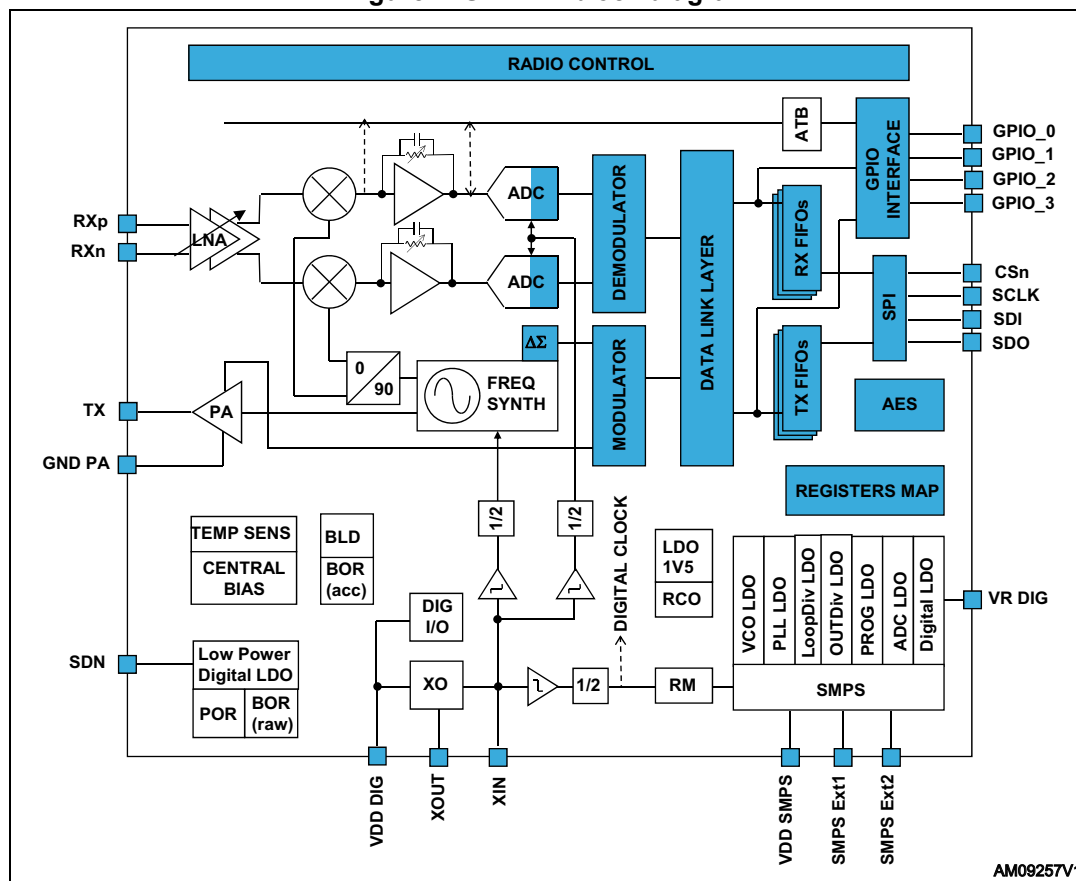 RADIO CONTROL
ATB
GPIO
INTERFACE
GPIO_0
GPIO_1
GPIO_2
GPIO_3
RXp
RXn
LNA
ADC
ADC
DEMODULATOR
DATA LINK LAYER
RX FIFOs
SPI
CSn
SCLK
SDI
SDO
ΔΣ
0
90
FREQ
SYNTH
MODULATOR
TX FIFOs
AES
TX
PA
GND PA
REGISTERS MAP
1/2
1/2
TEMP SENS
CENTRAL
BIAS
BLD
BOR
(acc)
DIG
I/O
DIGITAL CLOCK
LDO
1V5
RCO
VCO LDO
PLL LDO
LoopDiv LDO
OUTDiv LDO
PROG LDO
ADC LDO
Digital LDO
VR DIG
SDN
Low Power
Digital LDO
POR
BOR
(raw)
XO
1/2
RM
SMPS
VDD DIG
XOUT
XIN
VDD SMPS
SMPS Ext1
SMPS Ext2
AM09257V1